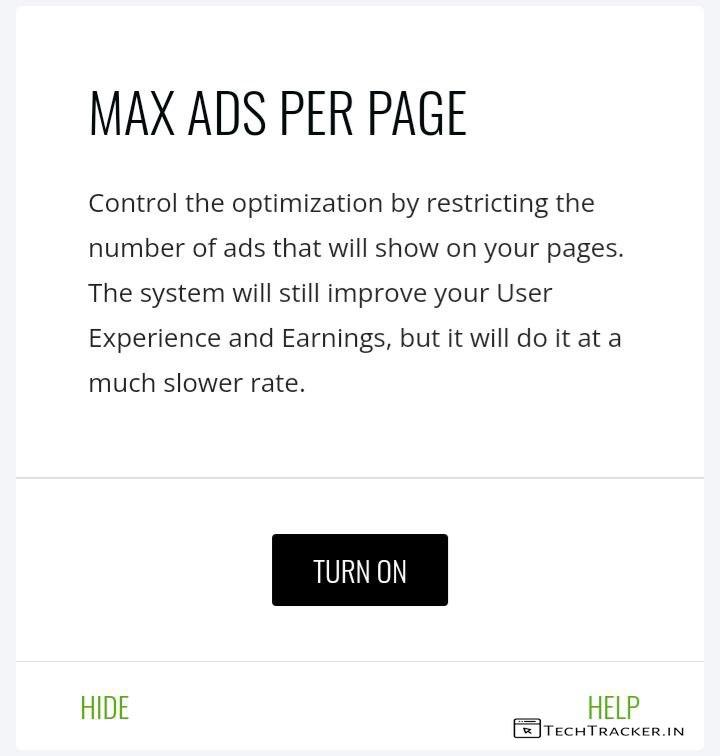 MAX ADS PER PAGE
Control the optimization by restricting the
number of ads that will show on your pages.
The system will still improve your User
Experience and Earnings, but it will do it at a
much slower rate.
TURN ON
HIDE
HELP
TECHTRACKER.IN